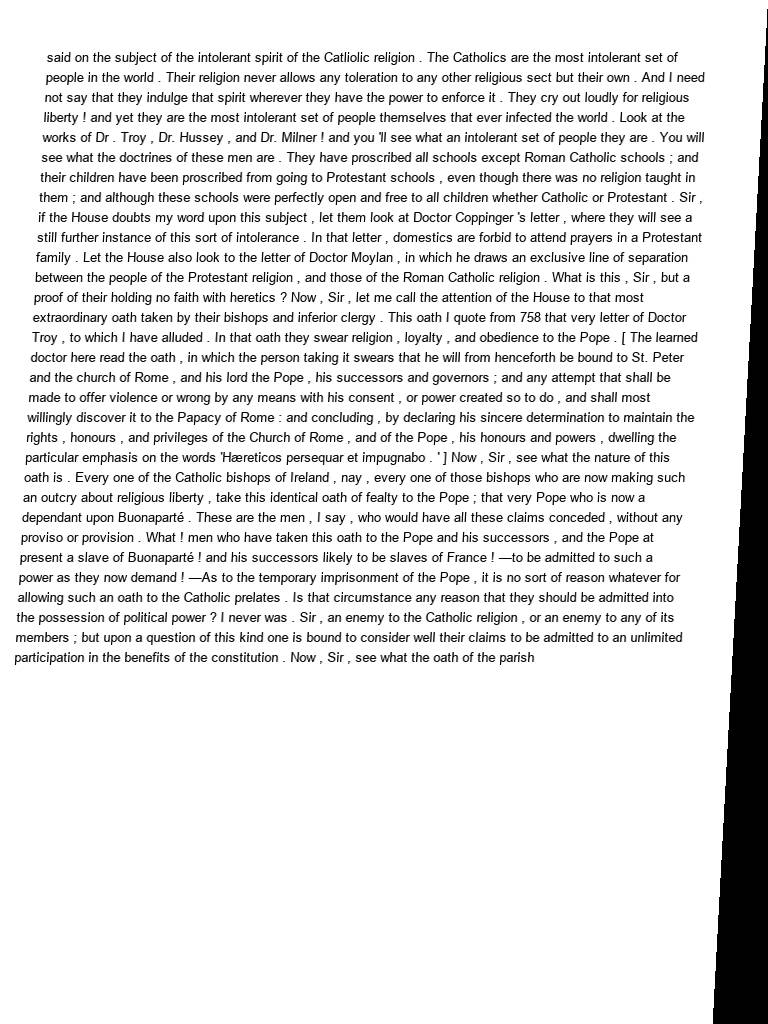 said on the subject of the intolerant spirit of the Catliolic religion . The Catholics are the most intolerant set of
people in the world . Their religion never allows any toleration to any other religious sect but their own . And I need
not say that they indulge that spirit wherever they have the power to enforce it . They cry out loudly for religious
liberty ! and yet they are the most intolerant set of people themselves that ever infected the world . Look at the
works of Dr . Troy , Dr. Hussey , and Dr. Milner ! and you 'll see what an intolerant set of people they are . You will
see what the doctrines of these men are . They have proscribed all schools except Roman Catholic schools ; and
their children have been proscribed from going to Protestant schools , even though there was no religion taught in
them ; and although these schools were perfectly open and free to all children whether Catholic or Protestant . Sir ,
if the House doubts my word upon this subject , let them look at Doctor Coppinger 's letter , where they will see a
still further instance of this sort of intolerance . In that letter , domestics are forbid to attend prayers in a Protestant
family . Let the House also look to the letter of Doctor Moylan , in which he draws an exclusive line of separation
between the people of the Protestant religion , and those of the Roman Catholic religion . What is this , Sir , but a
proof of their holding no faith with heretics ? Now , Sir , let me call the attention of the House to that most
extraordinary oath taken by their bishops and inferior clergy . This oath I quote from 758 that very letter of Doctor
Troy , to which I have alluded . In that oath they swear religion , loyalty , and obedience to the Pope . [ The learned
doctor here read the oath , in which the person taking it swears that he will from henceforth be bound to St. Peter
and the church of Rome , and his lord the Pope , his successors and governors ; and any attempt that shall be
made to offer violence or wrong by any means with his consent , or power created so to do , and shall most
willingly discover it to the Papacy of Rome : and concluding , by declaring his sincere determination to maintain the
rights , honours , and privileges of the Church of Rome , and of the Pope , his honours and powers , dwelling the
particular emphasis on the words 'Hæreticos persequar et impugnabo . ' ] Now , Sir , see what the nature of this
oath is . Every one of the Catholic bishops of Ireland , nay , every one of those bishops who are now making such
an outcry about religious liberty , take this identical oath of fealty to the Pope ; that very Pope who is now a
dependant upon Buonaparté . These are the men , I say , who would have all these claims conceded , without any
proviso or provision . What ! men who have taken this oath to the Pope and his successors , and the Pope at
present a slave of Buonaparté ! and his successors likely to be slaves of France ! —to be admitted to such a
power as they now demand ! —As to the temporary imprisonment of the Pope , it is no sort of reason whatever for
allowing such an oath to the Catholic prelates . Is that circumstance any reason that they should be admitted into
the possession of political power ? I never was . Sir , an enemy to the Catholic religion , or an enemy to any of its
members ; but upon a question of this kind one is bound to consider well their claims to be admitted to an unlimited
participation in the benefits of the constitution . Now , Sir , see what the oath of the parish